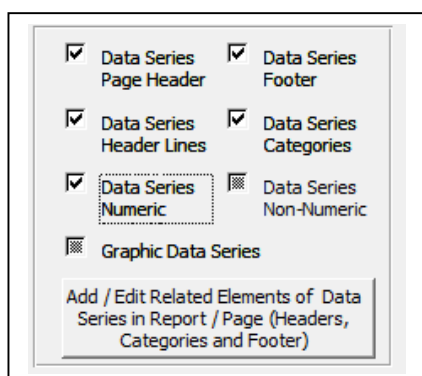 Data Series
Page Header
Data Series
Footer
Data Series
Header Lines
Data Series
Categories
Data Series
Numeric
Data Series
Non-Numeric
Graphic Data Series
Add / Edit Related Elements of Data
Series in Report / Page (Headers,
Categories and Footer)